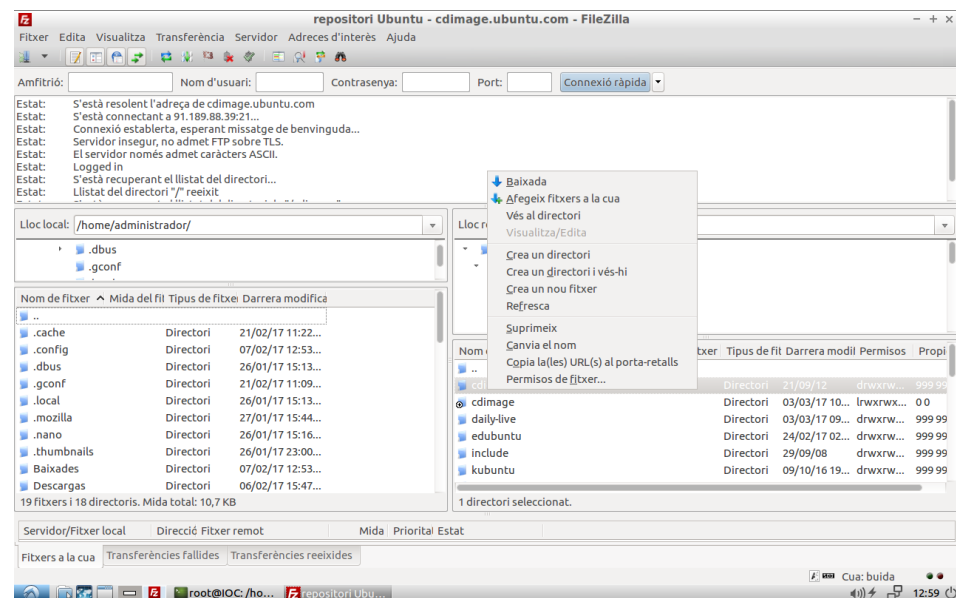 repositori Ubuntu - cdimage.ubuntu.com - FileZilla
Fitxer Edita Visualitza Transferència Servidor Adreces d'interès Ajuda
Amfitrió: Nom d'usuari: Contrasenya: Port: Connexió ràpida
Estat: S'està resolent l'adreça de cdimage.ubuntu.com
Estat: S'està connectant a 91.189.88.39:21...
Estat: Connexió establerta, esperant missatge de benvinguda...
Estat: Servidor insegur, no admet FTP sobre TLS.
Estat: El servidor només admet caràcters ASCII.
Estat: Logged in
Estat: S'està recuperant el llistat del directori...
Estat: Llistat del directori "/" reeixit
Baixada
Afegeix fitxers a la cua
Vés al directori
Visualitza/Edita
Crea un directori
Crea un directori i vés-hi
Crea un nou fitxer
Refresca
Suprimeix
Canvia el nom
Copia la(les) URL(s) al porta-retalls
Permisos de fitxer...
Lloc local: /home/administrador/
.dbus
.gconf
Nom de fitxer Mida del fil Tipus de fitxer Darrera modifica
..
.cache Directori 21/02/17 11:22...
.config Directori 07/02/17 12:53...
.dbus Directori 26/01/17 15:13...
.gconf Directori 21/02/17 11:09...
.local Directori 26/01/17 15:13...
.mozilla Directori 27/01/17 15:44...
.nano Directori 26/01/17 15:16...
.thumbnails Directori 26/01/17 23:00...
Baixades Directori 07/02/17 12:53...
Descargas Directori 06/02/17 15:47...
19 fitxers i 18 directoris. Mida total: 10,7 KB
Lloc r
Nom txer Tipus de fit Darrera modif Permisos Propi
..
cdi Directori 21/09/12 drwxrw... 999 99
cdimage Directori 03/03/17 10... lrwxrwx... 0 0
daily-live Directori 03/03/17 09... drwxrw... 999 99
edubuntu Directori 24/02/17 02... drwxrw... 999 99
include Directori 29/09/08 drwxrw... 999 99
kubuntu Directori 09/10/16 19... drwxrw... 999 99
1 directori seleccionat.
Servidor/Fitxer local Direcció Fitxer remot Mida Prioritat Estat
Fitxers a la cua Transferències fallides Transferències reeixides
Cua: buida
root@IOC: /ho... repositori Ubu... 12:59